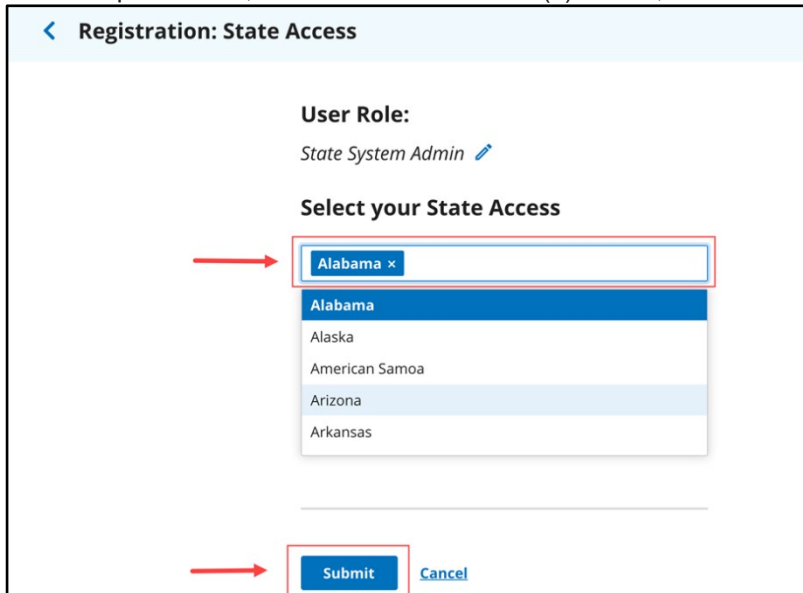 Registration: State Access
User Role:
State System Admin
Select your State Access
Alabama ×
Alabama
Alaska
American Samoa
Arizona
Arkansas
Submit Cancel